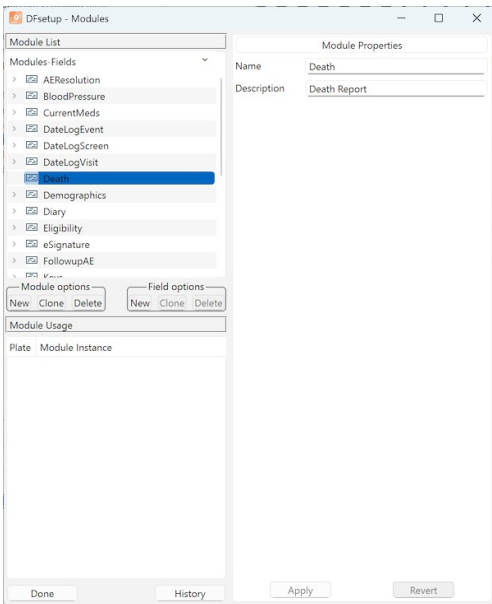 DFsetup - Modules
Module List
Modules-Fields
AEResolution
BloodPressure
CurrentMeds
DateLogEvent
DateLogScreen
DateLogVisit
Death
Demographics
Diary
Eligibility
eSignature
FollowupAE
Module options
New Clone Delete
Field options
New Clone Delete
Module Usage
Plate Module Instance
Done
History
Module Properties
Name Death
Description Death Report
Apply
Revert